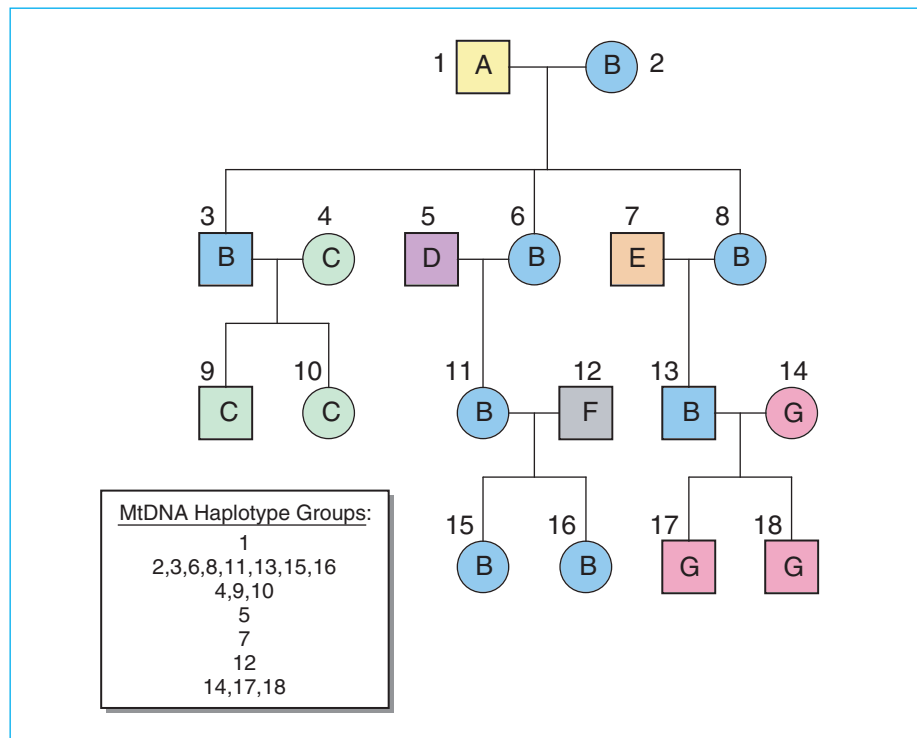 1 A B 2
3 4 5 6 7 8
B C D B E B
9 10 11 12 13 14
C C B F B G
MtDNA Haplotype Groups:
1
2,3,6,8,11,13,15,16
4,9,10
5
7
12
14,17,18
15 16 17 18
B B G G